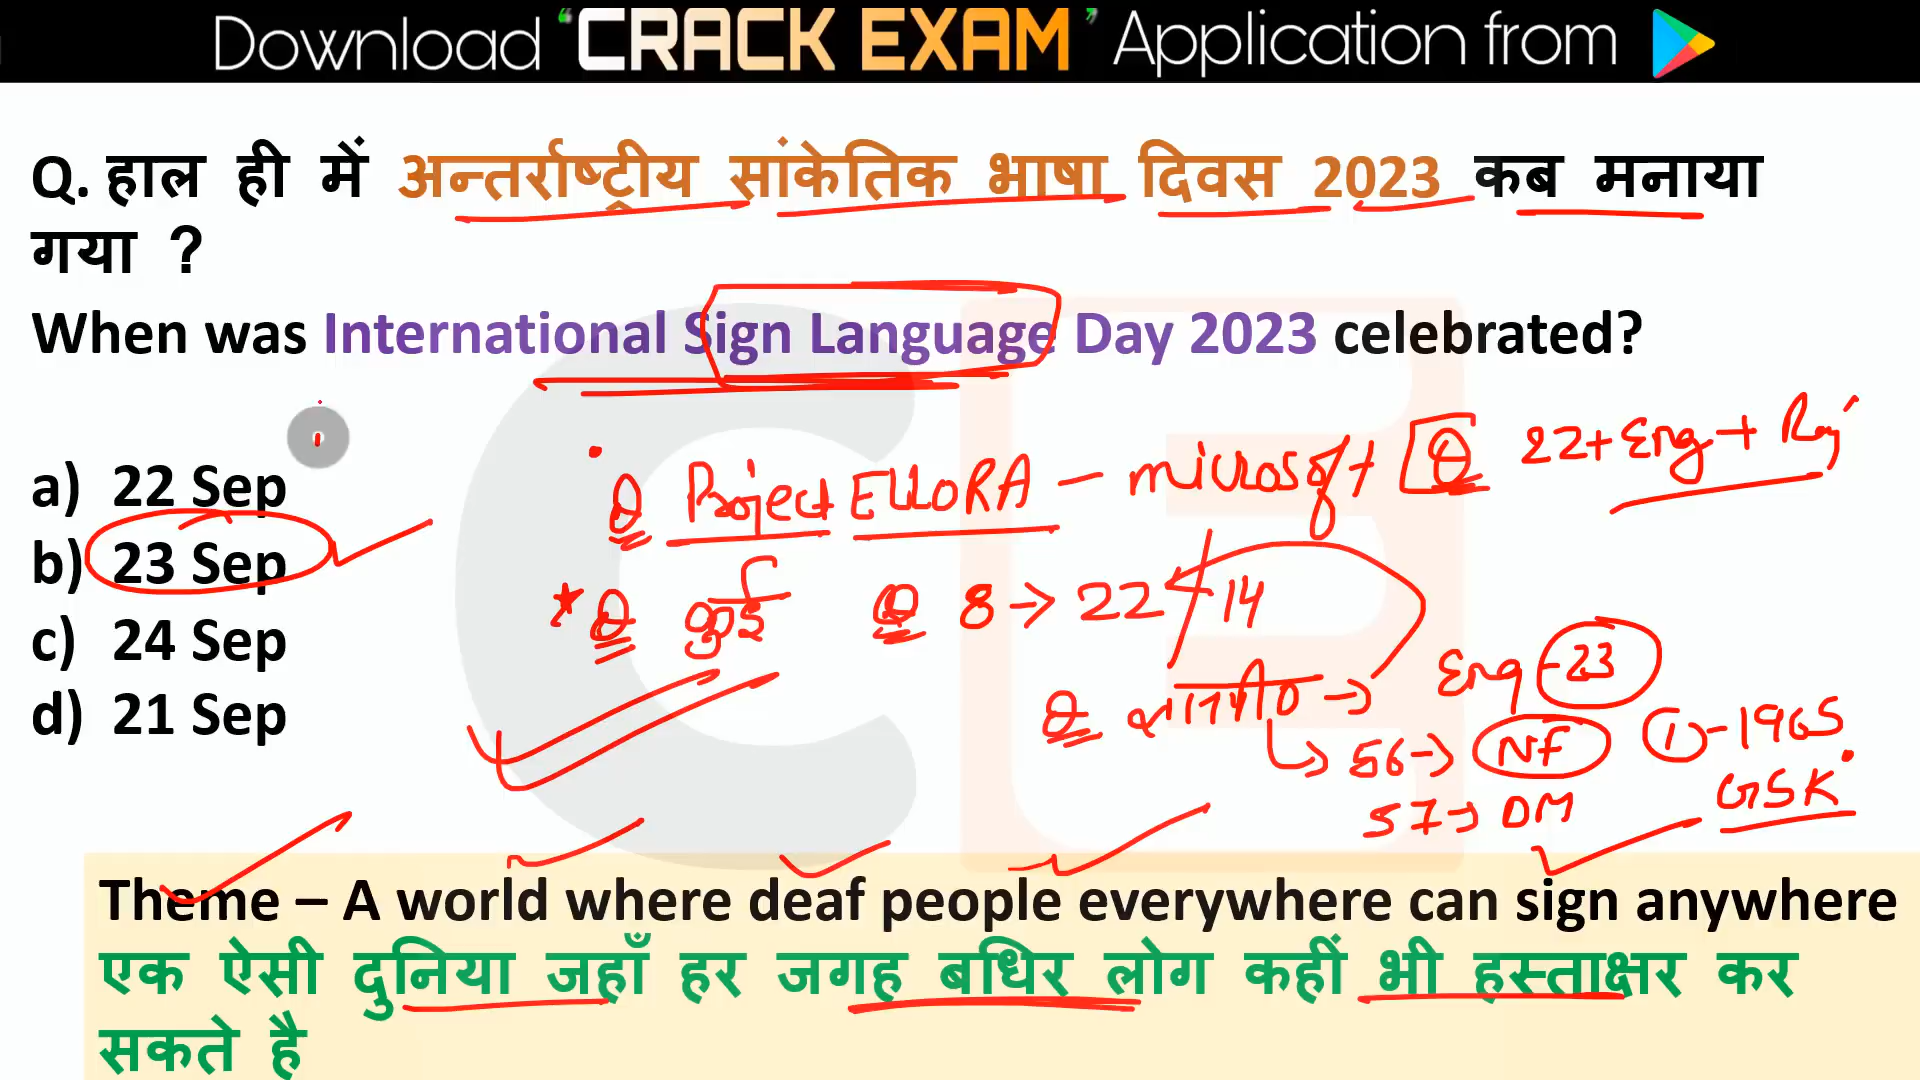 Download ‘CRACK EXAM’ Application from
Q. हाल ही में अन्तर्राष्ट्रीय सांकेतिक भाषा दिवस 2023 कब मनाया
गया ?
When was International Sign Language Day 2023 celebrated?
a) 22 Sep
b) 23 Sep
c) 24 Sep
d) 21 Sep
Q Project ELLORA - microsoft Q 22+Eng+Raj
Q Q 8 → 22 14
Q → Eng - 23
56 → NF 1 - 1965
57 → DM GSK
Theme – A world where deaf people everywhere can sign anywhere
एक ऐसी दुनिया जहाँ हर जगह बधिर लोग कहीं भी हस्ताक्षर कर
सकते है